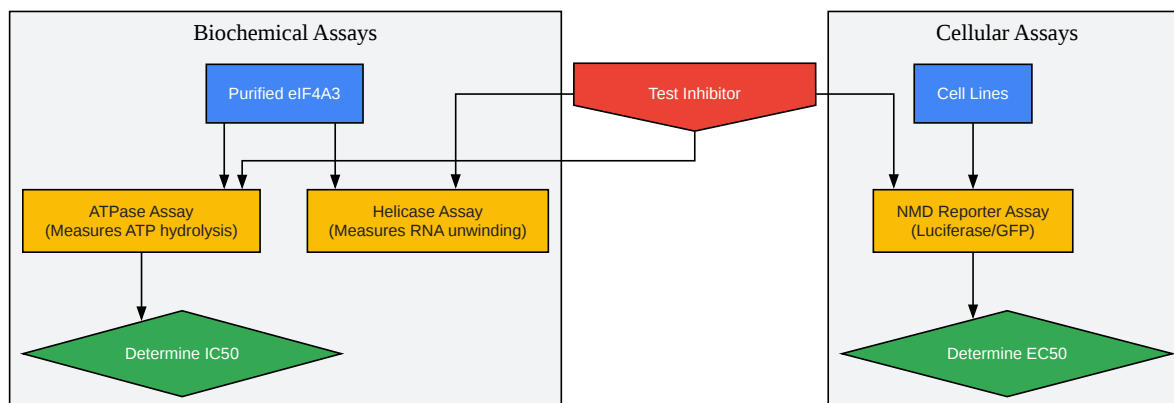 Biochemical Assays
Cellular Assays
Purified eIF4A3
Test Inhibitor
Cell Lines
ATPase Assay
(Measures ATP hydrolysis)
Helicase Assay
(Measures RNA unwinding)
NMD Reporter Assay
(Luciferase/GFP)
Determine IC50
Determine EC50